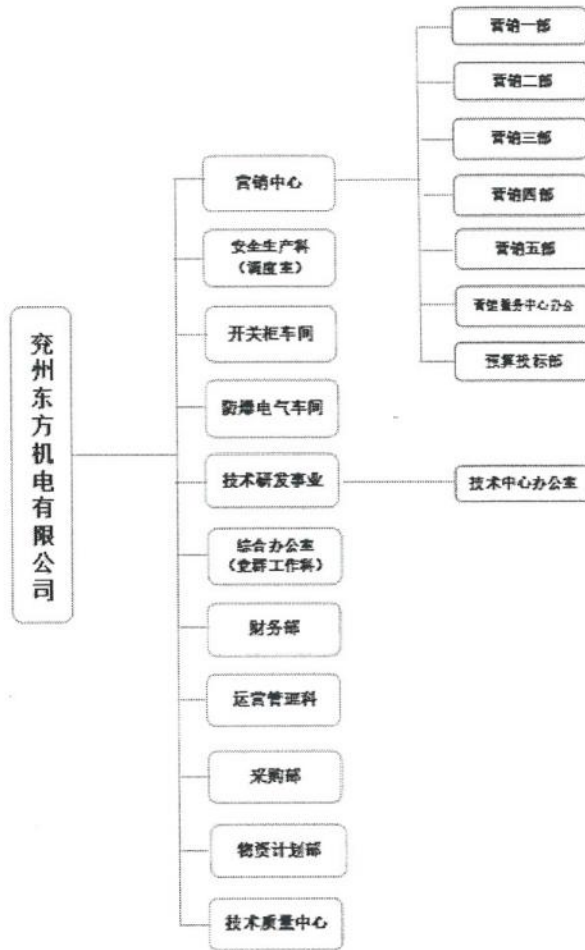 兖州东方机电有限公司
营销中心
安全生产科
（调度室）
开关柜车间
防爆电气车间
技术研发事业
综合办公室
（党群工作科）
财务部
运营管理科
采购部
物资计划部
技术质量中心
营销一部
营销二部
营销三部
营销四部
营销五部
营销服务中心办公
预算投标部
技术中心办公室